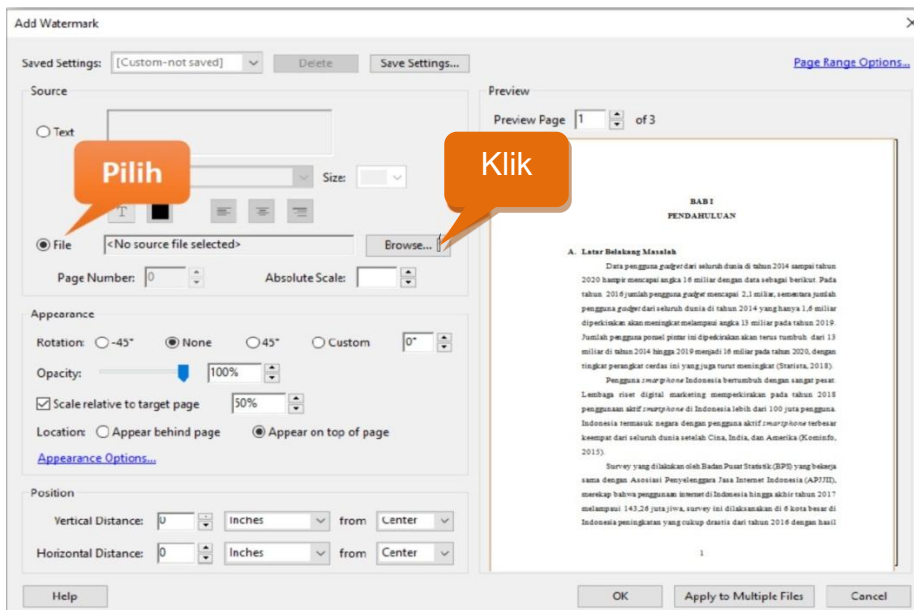 Add Watermark
Saved Settings: [Custom-not saved] Delete Save Settings... Page Range Options...
Source
Text
Pilih
Size:
T
File <No source file selected> Browse...
Page Number: 0 Absolute Scale:
Appearance
Rotation: -45° None 45° Custom 0°
Opacity: 100%
Scale relative to target page 50%
Location: Appear behind page Appear on top of page
Appearance Options...
Position
Vertical Distance: 0 Inches from Center
Horizontal Distance: 0 Inches from Center
Preview
Preview Page 1 of 3
Klik
BAB I
PENDAHULUAN
A. Latar Belakang Masalah
Data pengguna gadget dari seluruh dunia di tahun 2014 sampai tahun
2020 hampir mencapai angka 16 miliar dengan data sebagai berikut. Pada
tahun 2016 jumlah pengguna gadget mencapai 2,1 miliar, sementara jumlah
pengguna gadget dari seluruh dunia di tahun 2014 yang hanya 1,6 miliar
diperkirakan akan meningkat melampaui angka 13 miliar pada tahun 2019.
Jumlah pengguna ponsel pintar ini diperkirakan akan terus tumbuh dari 13
miliar di tahun 2014 hingga 2019 menjadi 16 miliar pada tahun 2020, dengan
tingkat perangkat cerdas ini yang juga turut meningkat (Statista, 2018).
Pengguna smartphone Indonesia bertumbuh dengan sangat pesat.
Lembaga riset digital marketing memperkirakan pada tahun 2018
penggunaan aktif smartphone di Indonesia lebih dari 100 juta pengguna.
Indonesia termasuk negara dengan pengguna aktif smartphone terbesar
keempat dari seluruh dunia setelah Cina, India, dan Amerika (Kominfo,
2015).
Survey yang dilakukan oleh Badan Pusat Statistik (BPS) yang bekerja
sama dengan Asosiasi Penyelenggara Jasa Internet Indonesia (APJJII),
merekap bahwa penggunaan internet di Indonesia hingga akhir tahun 2017
melampaui 143,26 juta jiwa, survey ini dilaksanakan di 6 kota besar di
Indonesia peningkatan yang cukup drastis dari tahun 2016 dengan hasil
1
Help OK Apply to Multiple Files Cancel